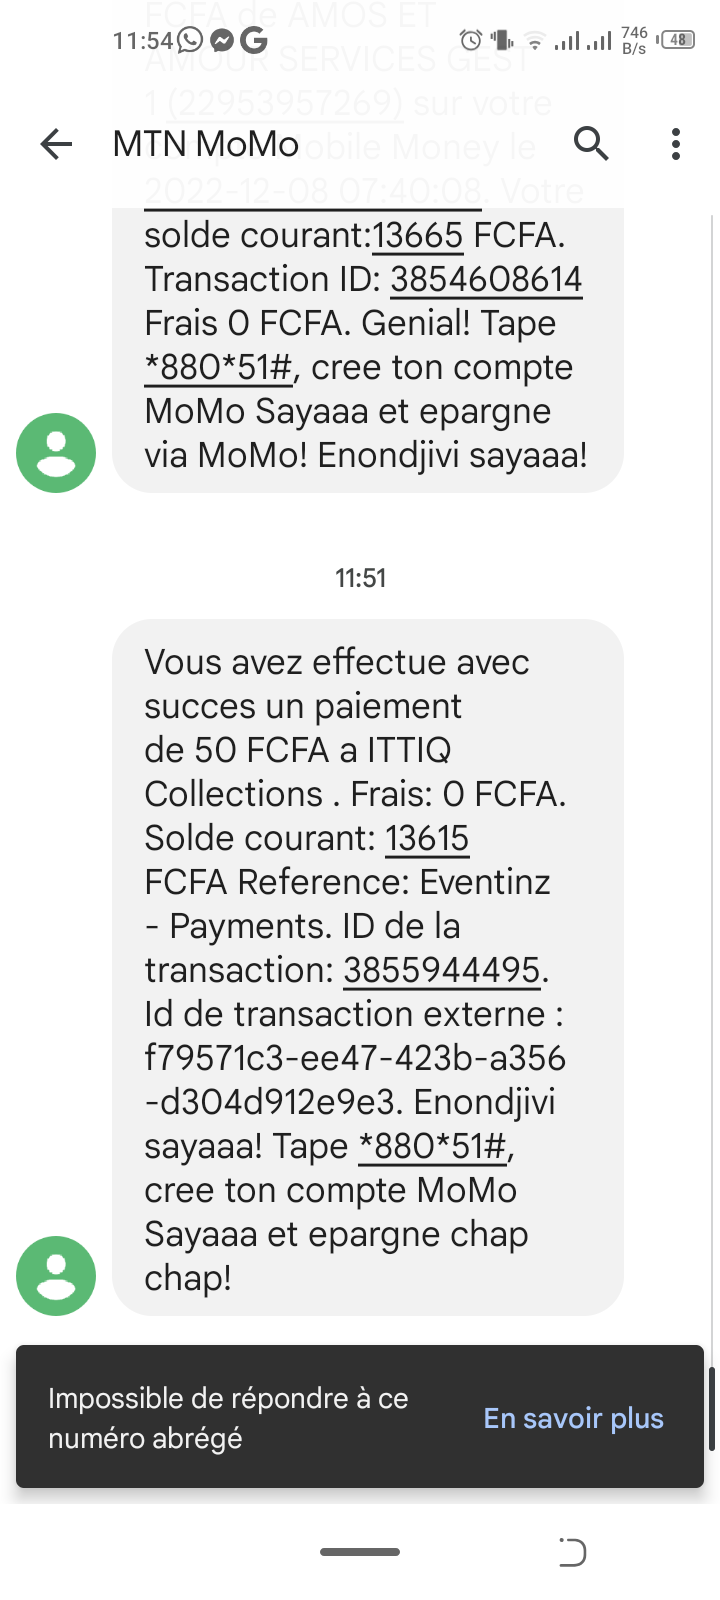 11:54
746
B/s
48
FCFA de AMOS ET
AMOUR SERVICES GEST
1 (22953957269) sur votre
MTN MoMo
Mobile Money le
2022-12-08 07:40:08. Votre
solde courant:13665 FCFA.
Transaction ID: 3854608614
Frais 0 FCFA. Genial! Tape
*880*51#, cree ton compte
MoMo Sayaaa et epargne
via MoMo! Enondjivi sayaaa!
11:51
Vous avez effectue avec
succes un paiement
de 50 FCFA a ITTIQ
Collections . Frais: 0 FCFA.
Solde courant: 13615
FCFA Reference: Eventinz
- Payments. ID de la
transaction: 3855944495.
Id de transaction externe :
f79571c3-ee47-423b-a356
-d304d912e9e3. Enondjivi
sayaaa! Tape *880*51#,
cree ton compte MoMo
Sayaaa et epargne chap
chap!
Impossible de répondre à ce
numéro abrégé
En savoir plus